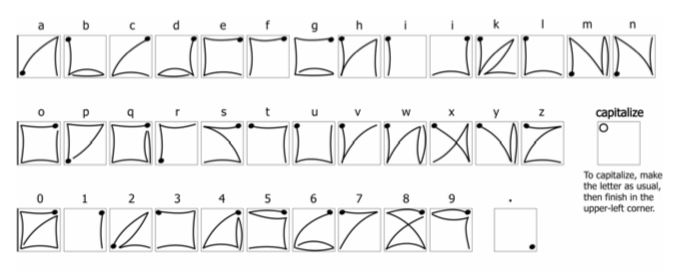 a b c d e f g h i i k l m n
o p q r s t u v w x y z capitalize
To capitalize, make
the letter as usual,
then finish in the
upper-left corner.
0 1 2 3 4 5 6 7 8 9 .